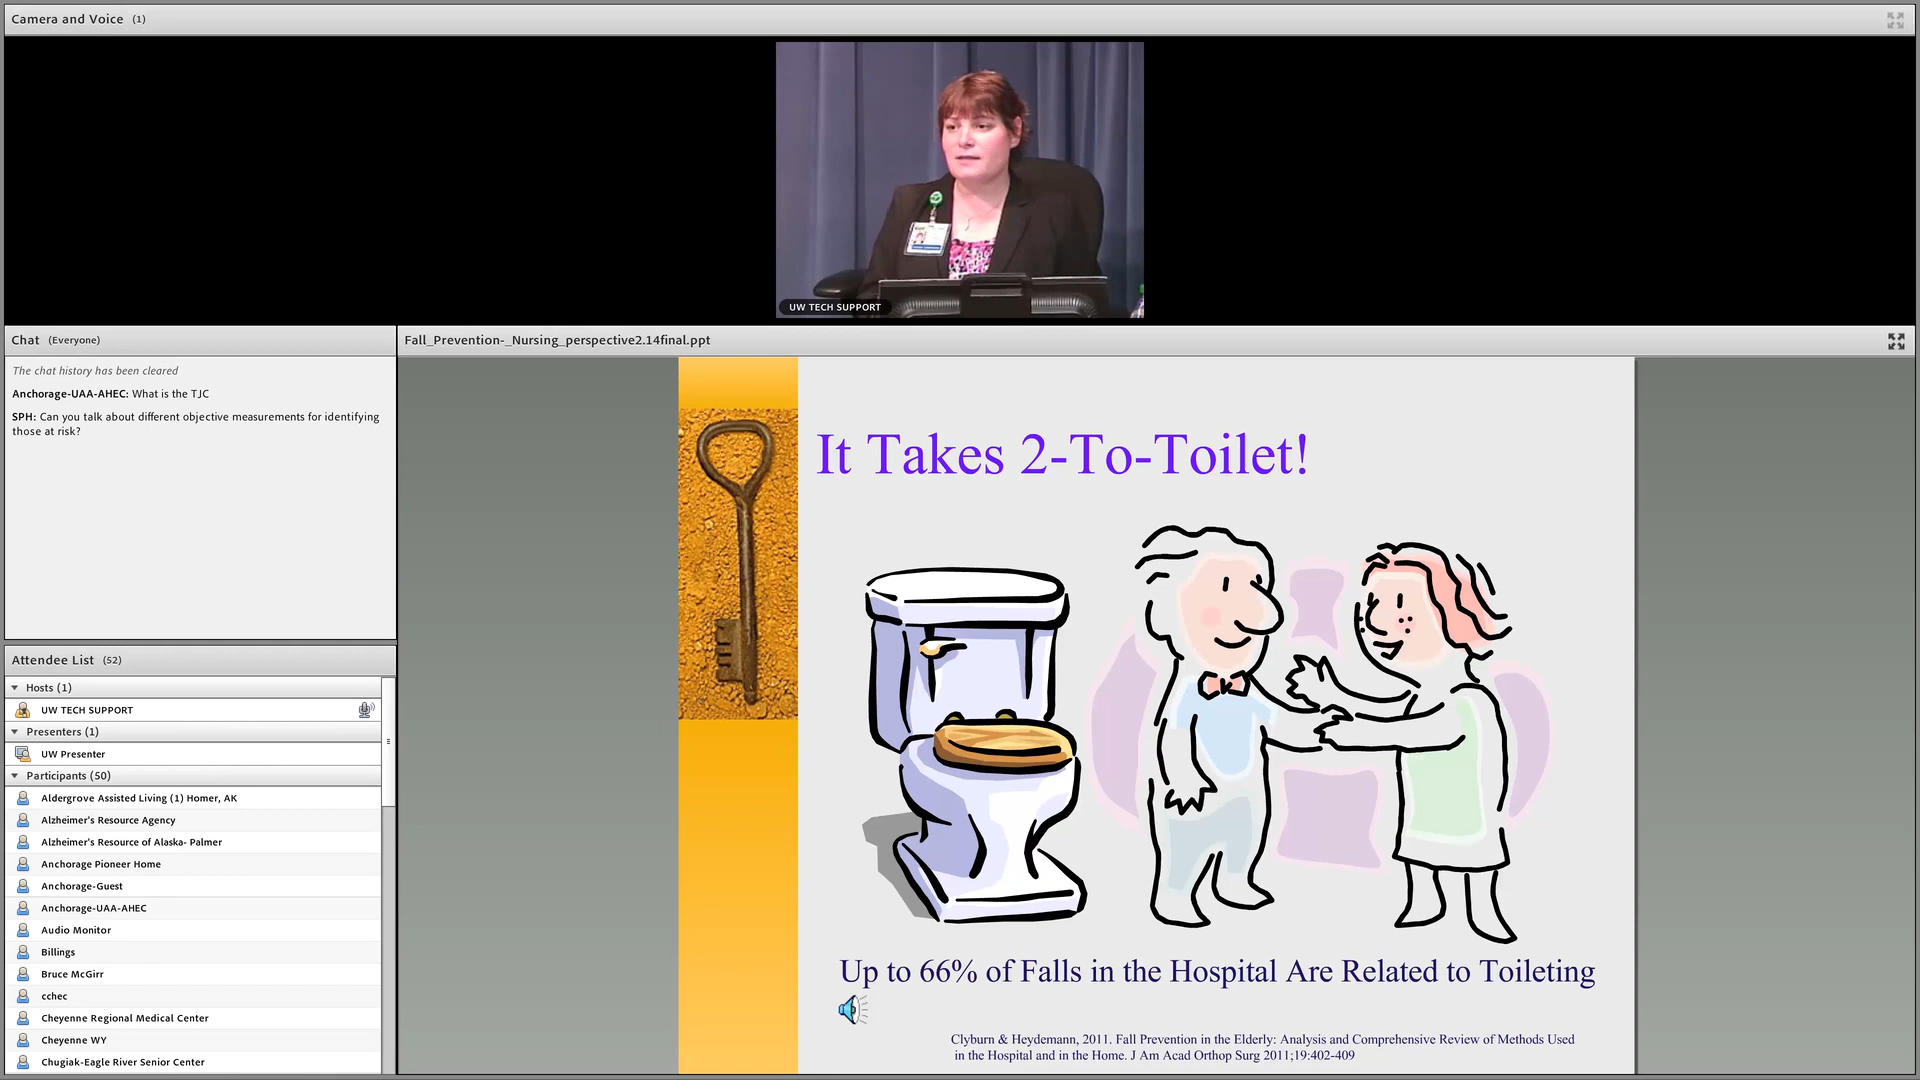 Camera and Voice (1)
UW TECH SUPPORT
Chat (Everyone)
The chat history has been cleared
Anchorage-UAA-AHEC: What is the TJC
SPH: Can you talk about different objective measurements for identifying
those at risk?
Attendee List (52)
Hosts (1)
UW TECH SUPPORT
Presenters (1)
UW Presenter
Participants (50)
Aldergrove Assisted Living (1) Homer, AK
Alzheimer's Resource Agency
Alzheimer's Resource of Alaska- Palmer
Anchorage Pioneer Home
Anchorage-Guest
Anchorage-UAA-AHEC
Audio Monitor
Billings
Bruce McGirr
cchec
Cheyenne Regional Medical Center
Cheyenne WY
Chugiak-Eagle River Senior Center
Fall_Prevention-_Nursing_perspective2.14final.ppt
It Takes 2-To-Toilet!
Up to 66% of Falls in the Hospital Are Related to Toileting
Clyburn & Heydemann, 2011. Fall Prevention in the Elderly: Analysis and Comprehensive Review of Methods Used
in the Hospital and in the Home. J Am Acad Orthop Surg 2011;19:402-409